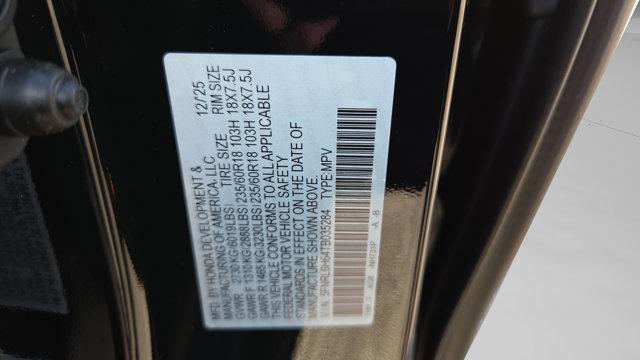 MFD. BY HONDA DEVELOPMENT &
MANUFACTURING OF AMERICA, LLC 12/25
TIRE SIZE RIM SIZE
GVWR 2730 KG(6019LBS)
GAWR F 1310 KG(2888LBS) 235/60R18 103H 18X7.5J
GAWR R 1465 KG(3230LBS) 235/60R18 103H 18X7.5J
THIS VEHICLE CONFORMS TO ALL APPLICABLE
FEDERAL MOTOR VEHICLE SAFETY
STANDARDS IN EFFECT ON THE DATE OF
MANUFACTURE SHOWN ABOVE.
V.I.N.: 5FNRL6H64TB035284 TYPE:MPV
NH731P A B